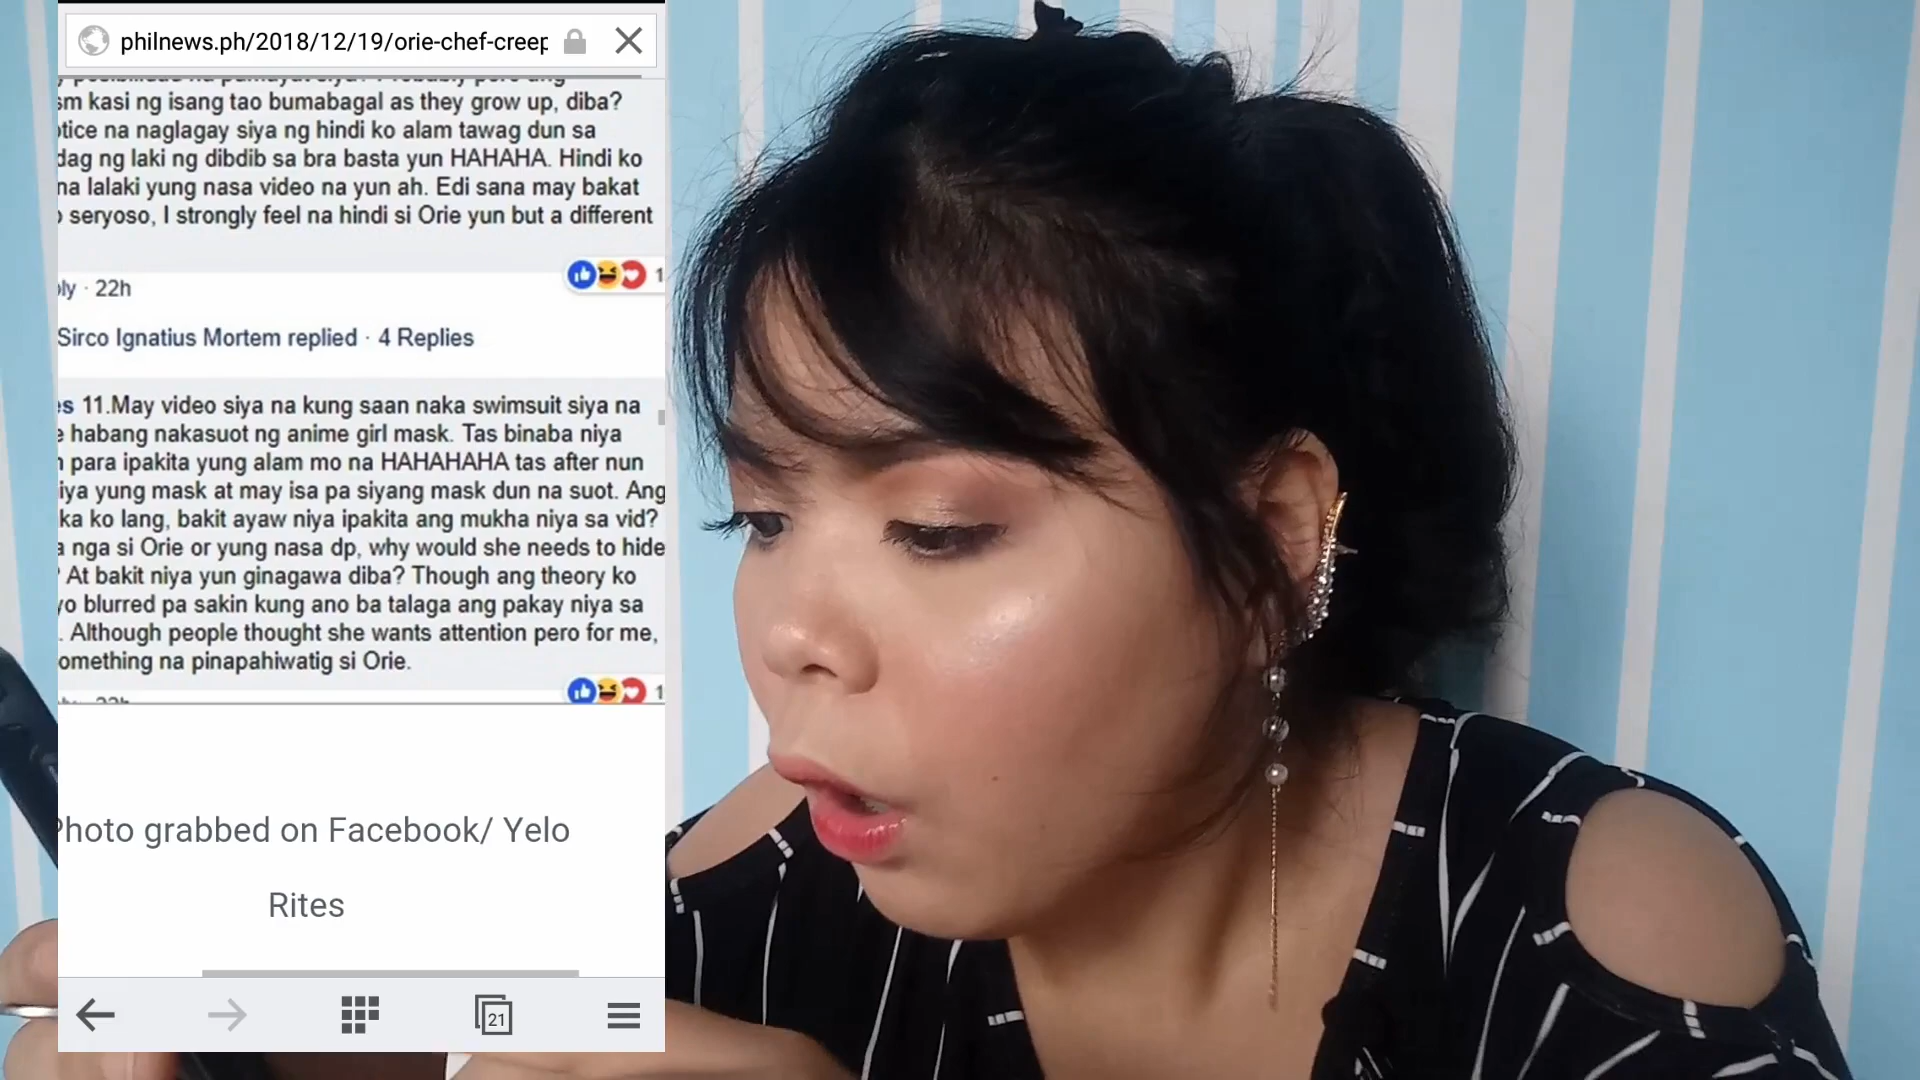 philnews.ph/2018/12/19/orie-chef-creep
sm kasi ng isang tao bumabagal as they grow up, diba?
otice na naglagay siya ng hindi ko alam tawag dun sa
dag ng laki ng dibdib sa bra basta yun HAHAHA. Hindi ko
na lalaki yung nasa video na yun ah. Edi sana may bakat
seryoso, I strongly feel na hindi si Orie yun but a different
1
ly · 22h
Sirco Ignatius Mortem replied · 4 Replies
es 11.May video siya na kung saan naka swimsuit siya na
e habang nakasuot ng anime girl mask. Tas binaba niya
para ipakita yung alam mo na HAHAHAHA tas after nun
iya yung mask at may isa pa siyang mask dun na suot. Ang
ka ko lang, bakit ayaw niya ipakita ang mukha niya sa vid?
a nga si Orie or yung nasa dp, why would she needs to hide
? At bakit niya yun ginagawa diba? Though ang theory ko
yo blurred pa sakin kung ano ba talaga ang pakay niya sa
. Although people thought she wants attention pero for me,
omething na pinapahiwatig si Orie.
1
Photo grabbed on Facebook/ Yelo
Rites
21